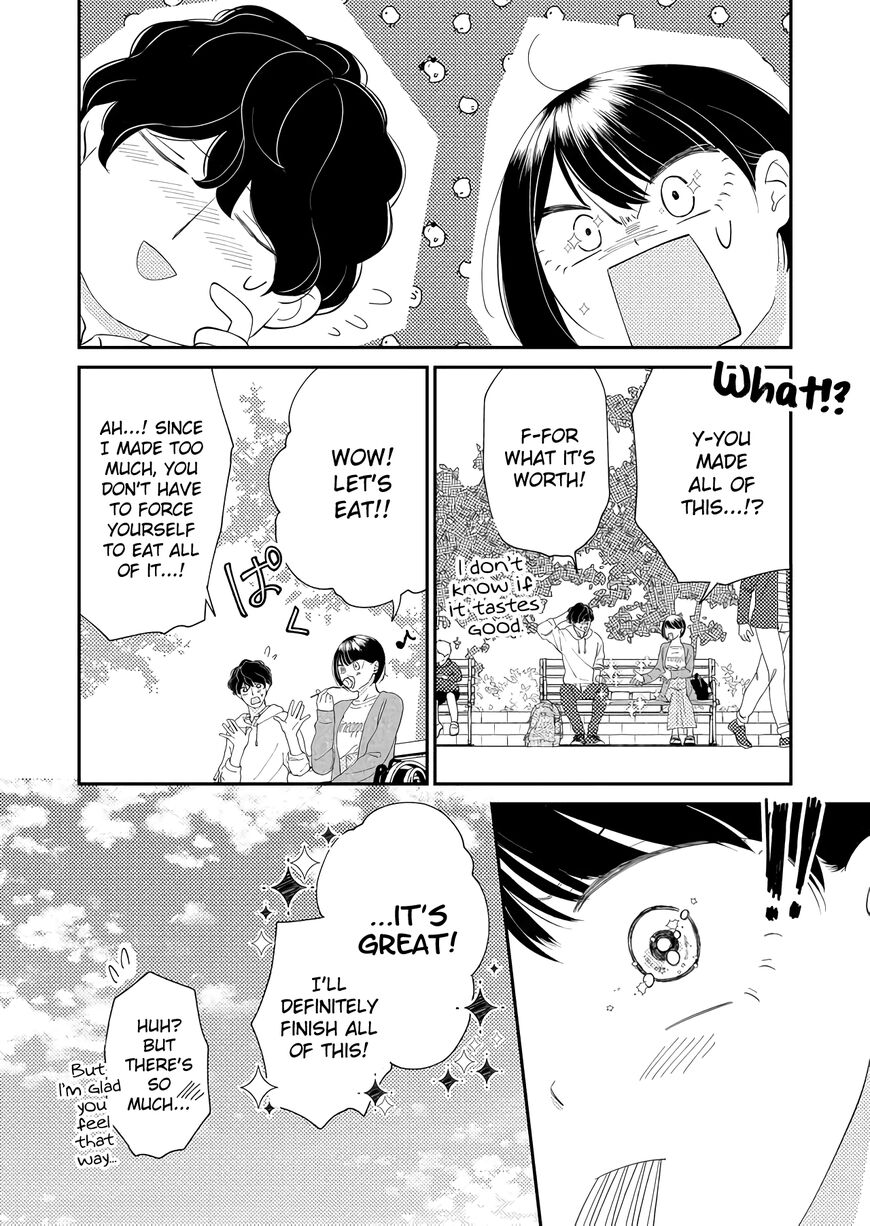 What!?
Y-YOU
MADE
ALL OF
THIS...!?
F-FOR
WHAT IT'S
WORTH!
I don't
know if
it tastes
GOOD.
WOW!
LET'S
EAT!!
ぱく
AH...! SINCE
I MADE TOO
MUCH, YOU
DON'T HAVE
TO FORCE
YOURSELF
TO EAT ALL
OF IT...!
!!
...IT'S
GREAT!
I'LL
DEFINITELY
FINISH ALL
OF THIS!
HUH?
BUT
THERE'S
SO
MUCH...
But
I'm Glad
you
feel
that
way...